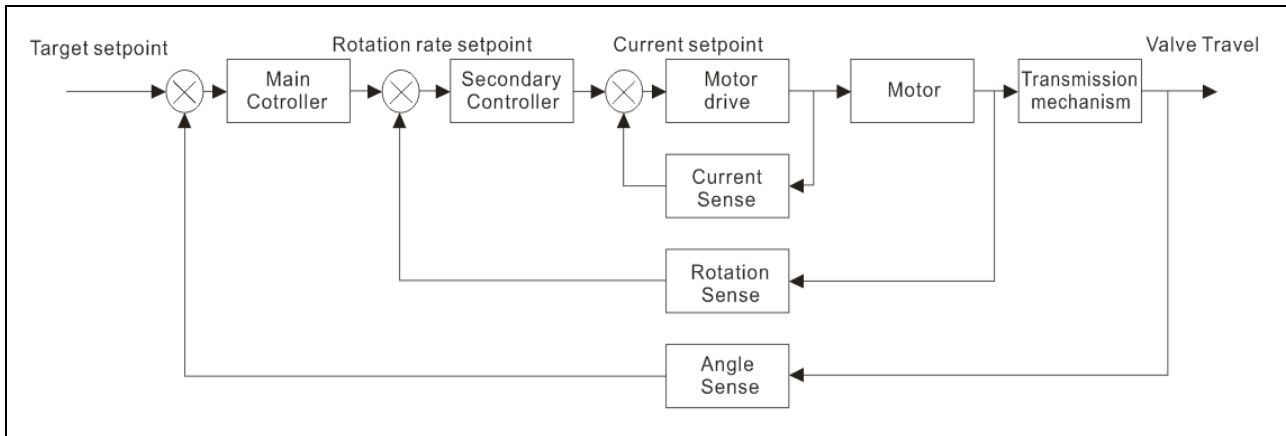 Target setpoint
Rotation rate setpoint
Current setpoint
Valve Travel
Main
Cotroller
Secondary
Controller
Motor
drive
Motor
Transmission
mechanism
Current
Sense
Rotation
Sense
Angle
Sense